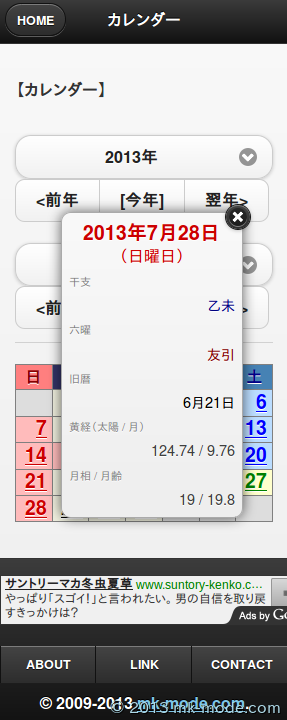 HOME
カレンダー
【カレンダー】
2013年
<前年 [今年] 翌年>
2013年7月28日
（日曜日）
干支
乙未
六曜
友引
旧暦
6月21日
黄経（太陽 / 月）
124.74 / 9.76
月相 / 月齢
19 / 19.8
<前
>
日 土
6
7 13
14 20
21 27
28
サントリーマカ冬虫夏草 www.suntory-kenko.c...
やっぱり「スゴイ！」と言われたい。男の自信を取り戻
すきっかけは？
Ads by Go
ABOUT LINK CONTACT
© 2009-2013 mk-mode.com.
© 2013 mk-mode.com